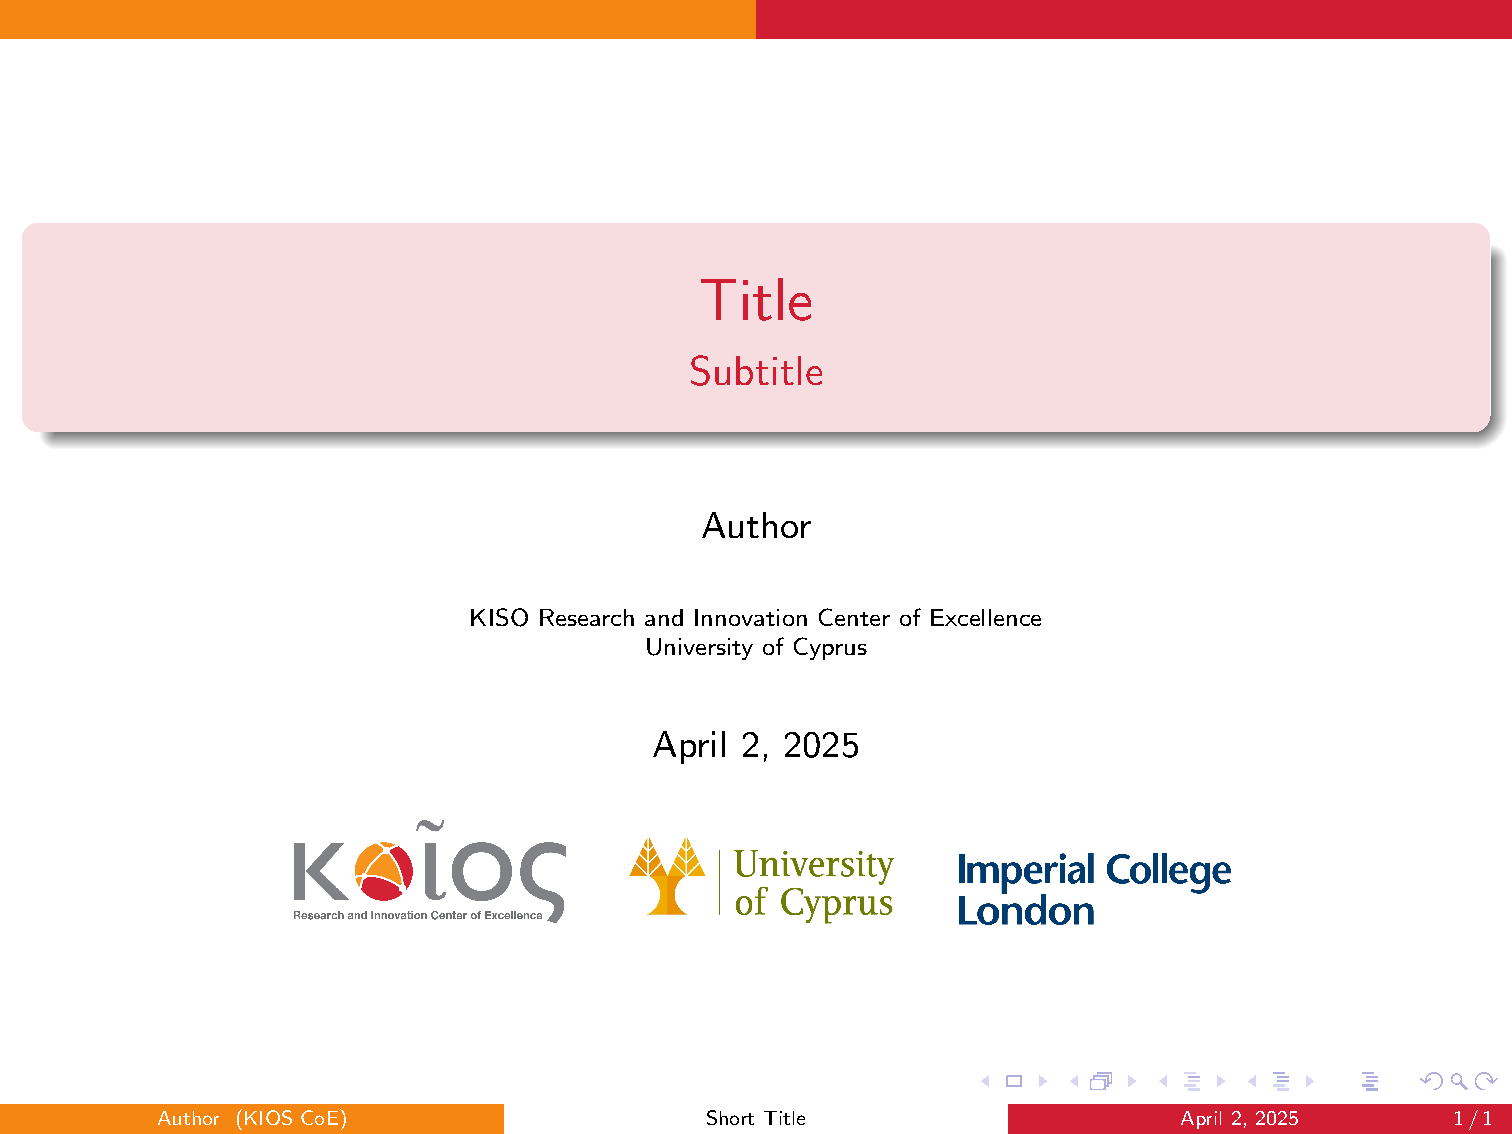 Title
Subtitle
Author
KISO Research and Innovation Center of Excellence
University of Cyprus
April 2, 2025
κοῖος
Research and Innovation Center of Excellence
University
of Cyprus
Imperial College
London
Author (KIOS CoE)
Short Title
April 2, 2025
1 / 1